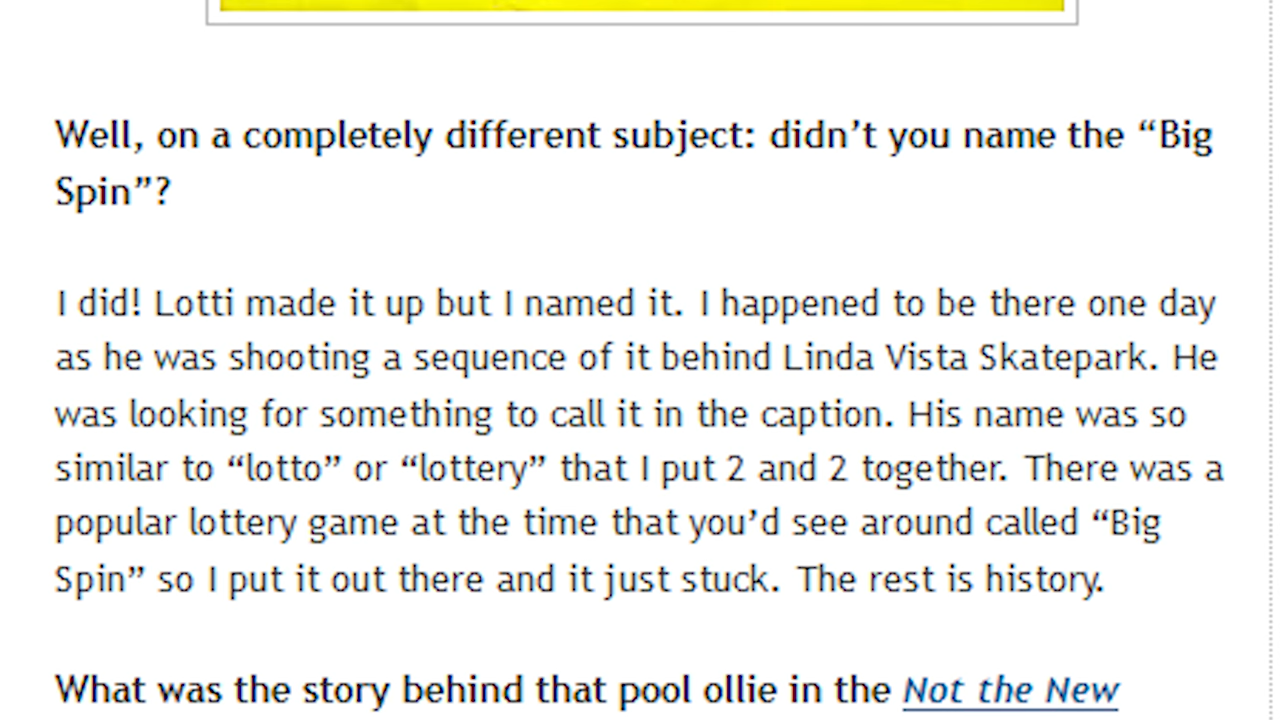 Well, on a completely different subject: didn’t you name the “Big
Spin”?
I did! Lotti made it up but I named it. I happened to be there one day
as he was shooting a sequence of it behind Linda Vista Skatepark. He
was looking for something to call it in the caption. His name was so
similar to “lotto” or “lottery” that I put 2 and 2 together. There was a
popular lottery game at the time that you’d see around called “Big
Spin” so I put it out there and it just stuck. The rest is history.
What was the story behind that pool ollie in the Not the New